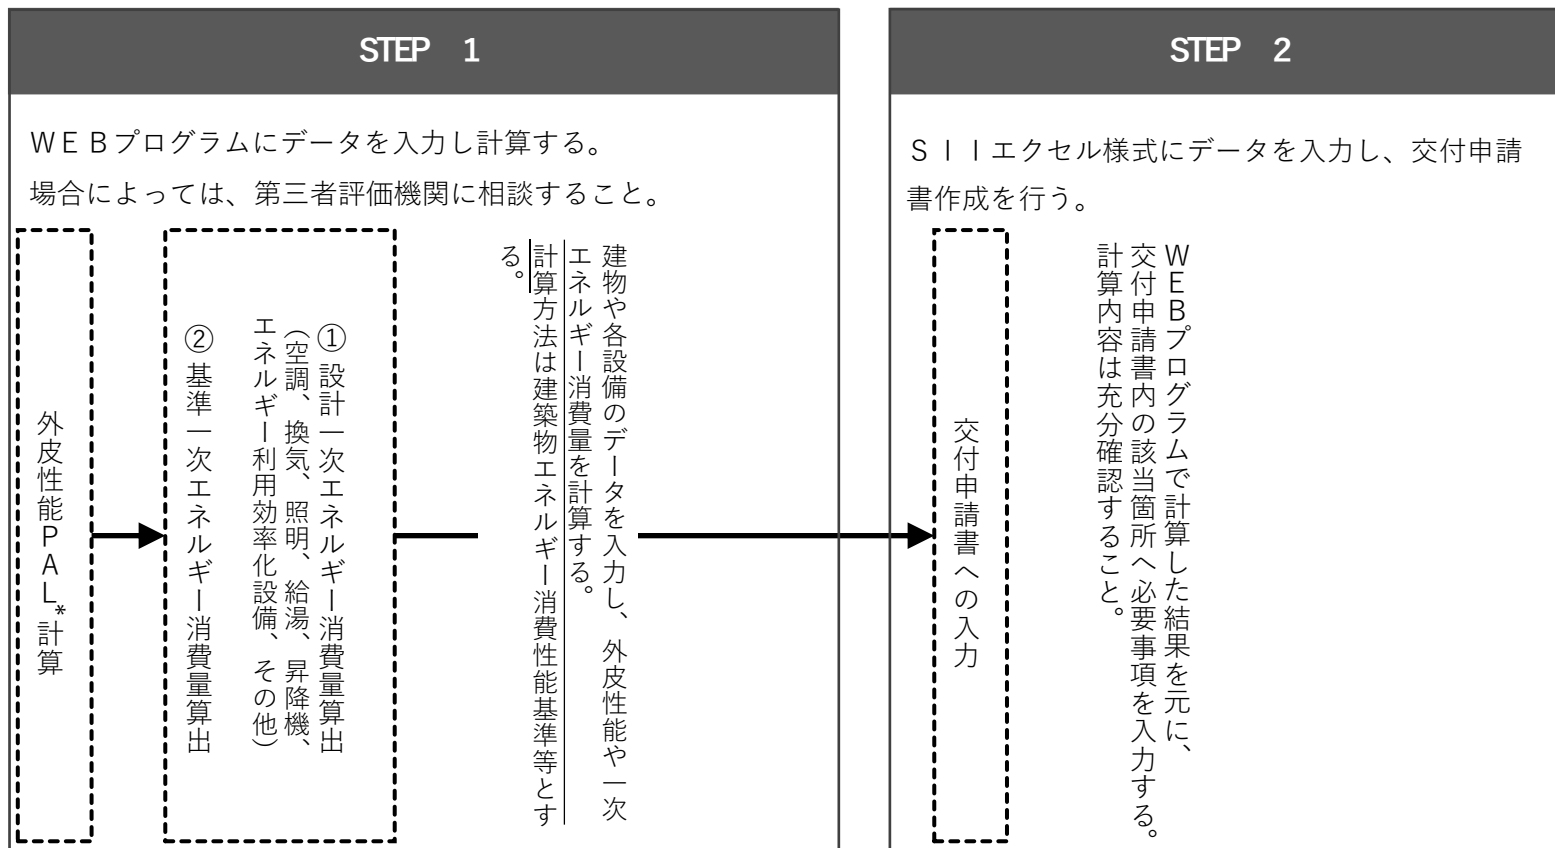 STEP 1
WEBプログラムにデータを入力し計算する。
場合によっては、第三者評価機関に相談すること。
外皮性能PAL*計算
①設計一次エネルギー消費量算出
(空調、換気、照明、給湯、昇降機、
エネルギー利用効率化設備、その他)
②基準一次エネルギー消費量算出
建物や各設備のデータを入力し、外皮性能や一次
エネルギー消費量を計算する。
計算方法は建築物エネルギー消費性能基準等とす
る。
STEP 2
SIIエクセル様式にデータを入力し、交付申請
書作成を行う。
交付申請書への入力
WEBプログラムで計算した結果を元に、
交付申請書内の該当箇所へ必要事項を入力する。
計算内容は充分確認すること。